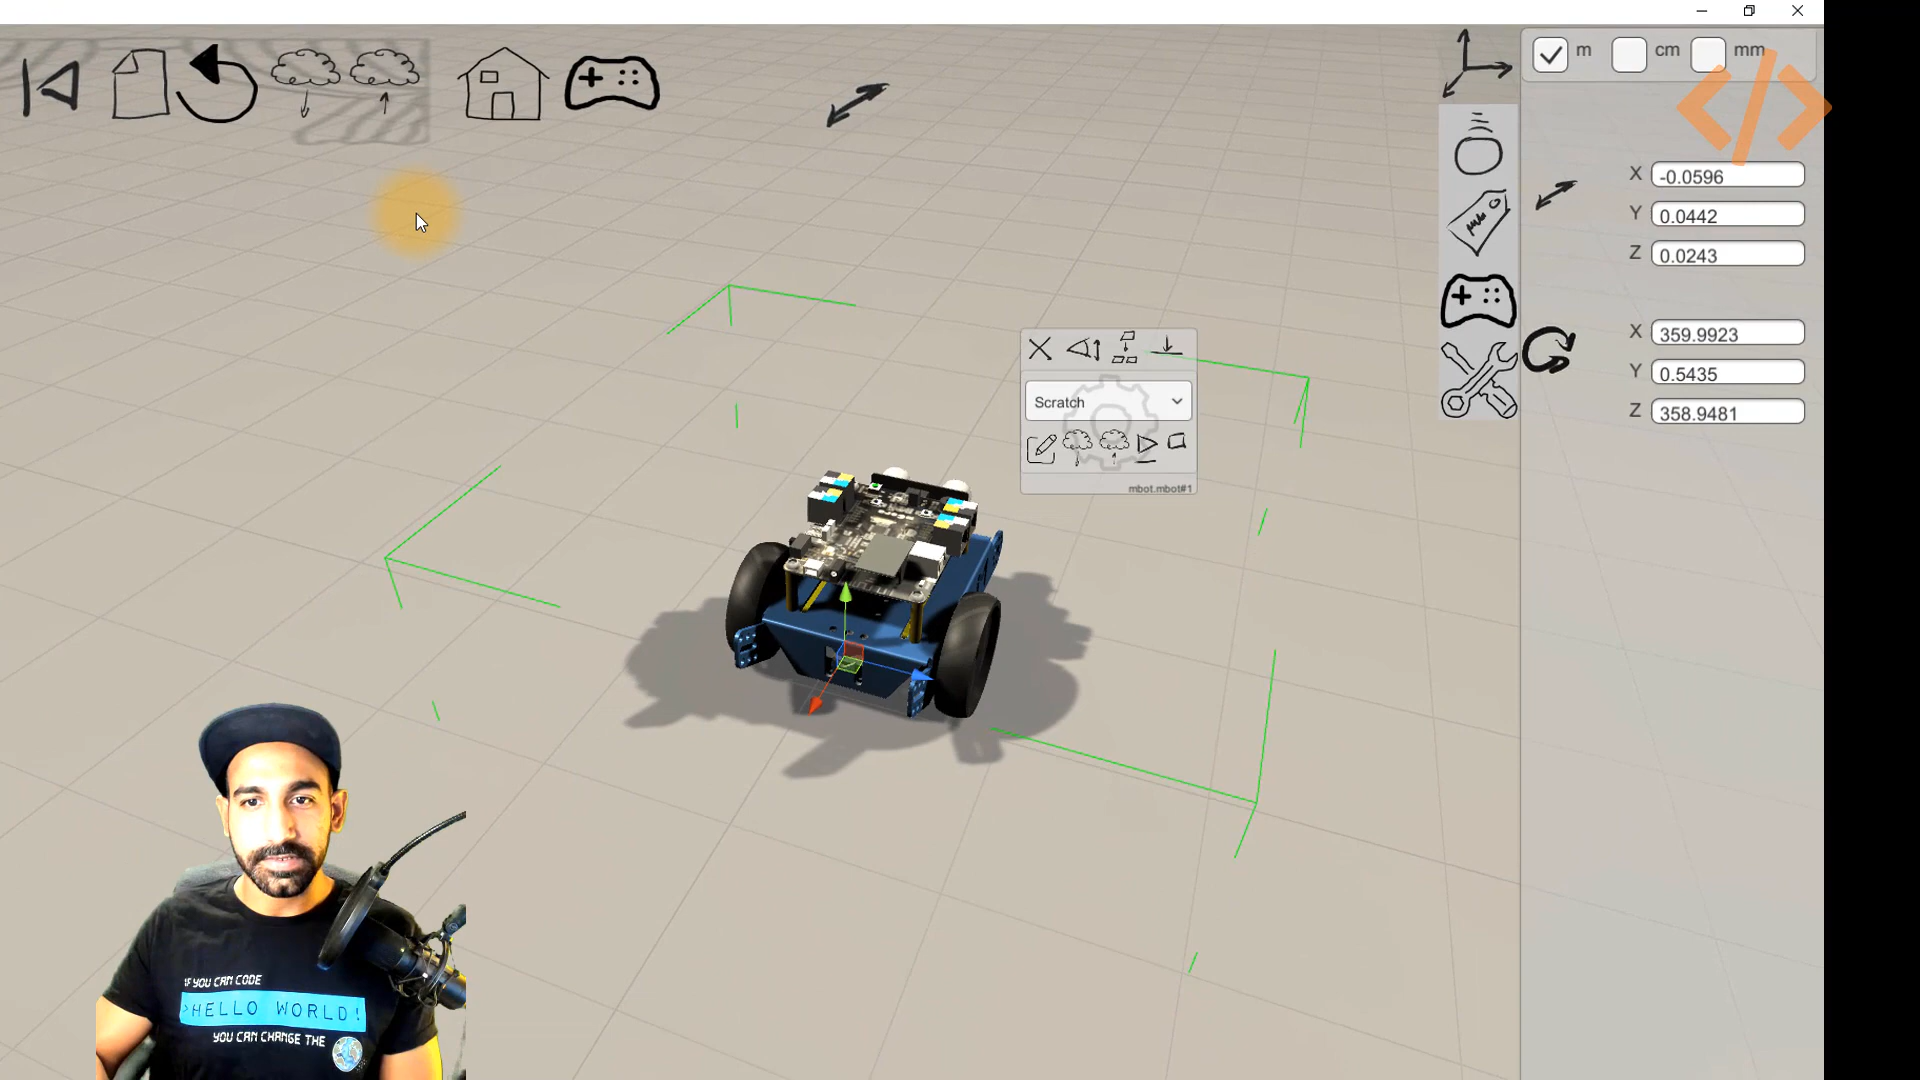 m cm mm
X -0.0596
Y 0.0442
Z 0.0243
X 359.9923
Y 0.5435
Z 358.9481
Scratch
mbot.mbot#1
IF YOU CAN CODE
>HELLO WORLD!
YOU CAN CHANGE THE